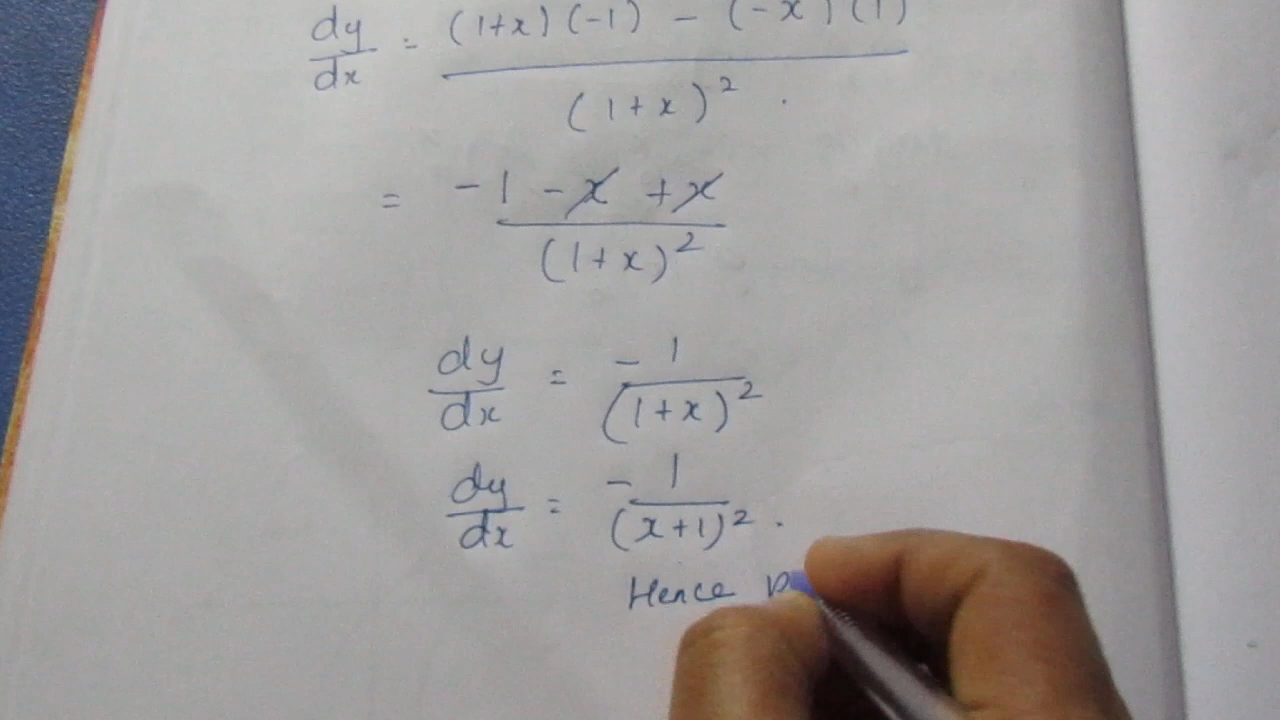 dy/dx = (1+x)(-1) - (-x)(1) / (1+x)²
= -1 - x + x / (1+x)²
dy/dx = -1 / (1+x)²
dy/dx = -1 / (x+1)² .
Hence